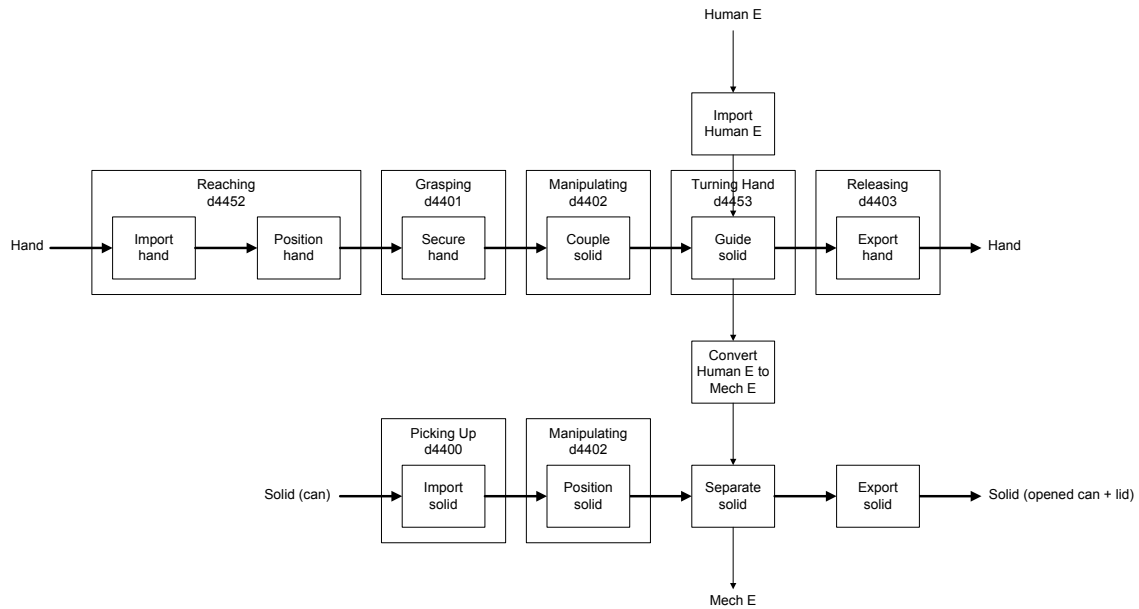 Human E
Import
Human E
Reaching
d4452
Grasping
d4401
Manipulating
d4402
Turning Hand
d4453
Releasing
d4403
Hand
Import
hand
Position
hand
Secure
hand
Couple
solid
Guide
solid
Export
hand
Hand
Convert
Human E to
Mech E
Picking Up
d4400
Manipulating
d4402
Solid (can)
Import
solid
Position
solid
Separate
solid
Export
solid
Solid (opened can + lid)
Mech E